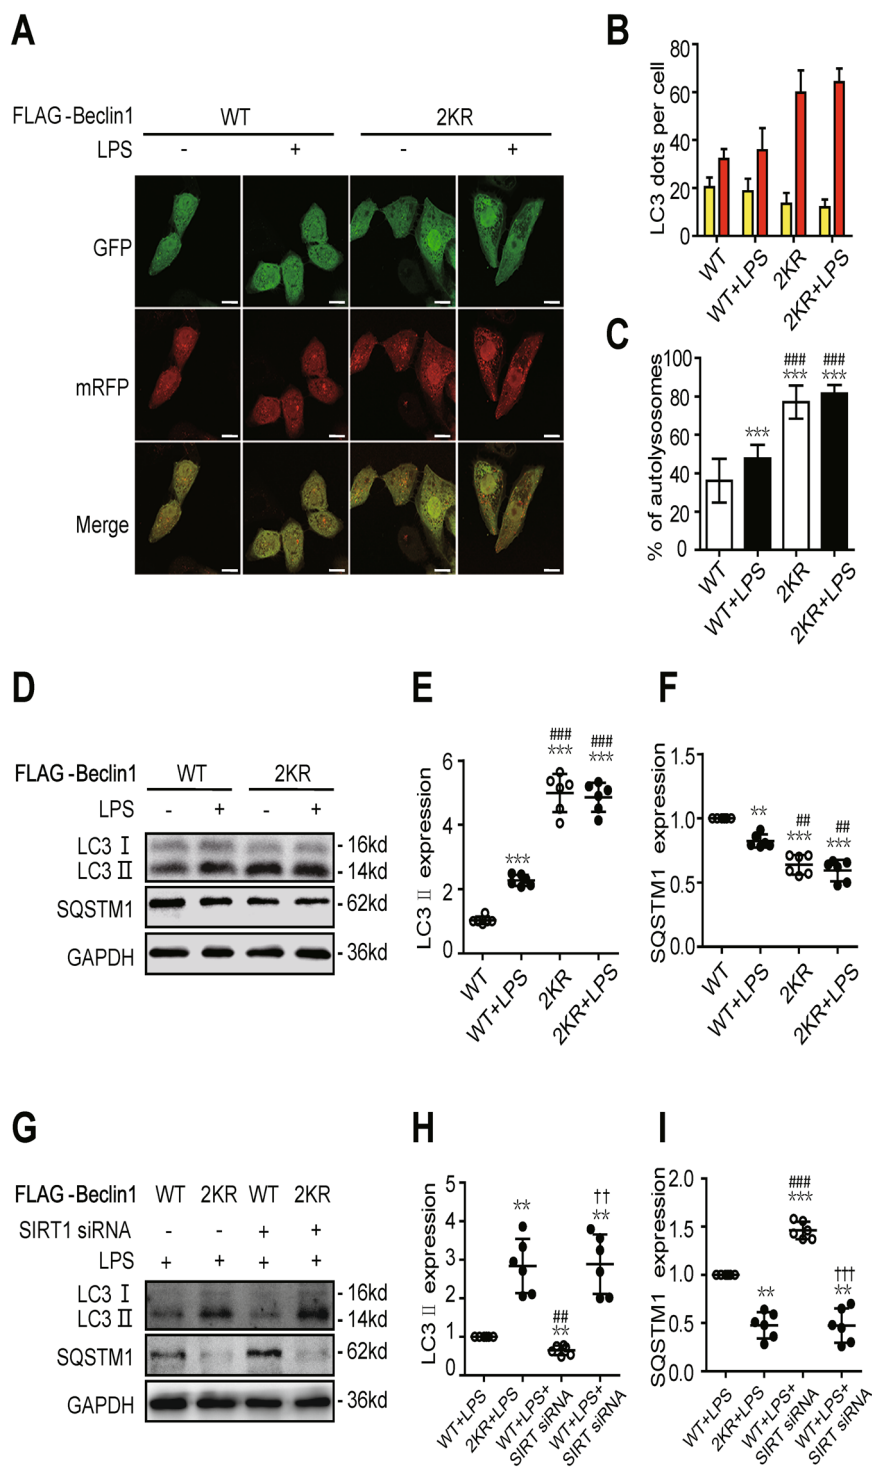 A
FLAG-Beclin1 WT 2KR
LPS - + - +
GFP
mRFP
Merge
B
LC3 dots per cell
80
60
40
20
0
WT WT+LPS 2KR 2KR+LPS
C
% of autolysosomes
100
80
60
40
20
0
*** ### *** ### ***
WT WT+LPS 2KR 2KR+LPS
D
FLAG-Beclin1 WT 2KR
LPS - + - +
LC3 Ⅰ - 16kd
LC3 Ⅱ - 14kd
SQSTM1 - 62kd
GAPDH - 36kd
E
LC3 Ⅱ expression
6
4
2
0
### ###
*** *** ***
WT WT+LPS 2KR 2KR+LPS
F
SQSTM1 expression
1.5
1.0
0.5
0.0
## ##
** *** ***
WT WT+LPS 2KR 2KR+LPS
G
FLAG-Beclin1 WT 2KR WT 2KR
SIRT1 siRNA - - + +
LPS + + + +
LC3 Ⅰ - 16kd
LC3 Ⅱ - 14kd
SQSTM1 - 62kd
GAPDH - 36kd
H
LC3 Ⅱ expression
5
4
3
2
1
0
** ## ** †† **
WT+LPS
2KR+LPS
WT+LPS+
SIRT siRNA
WT+LPS+
SIRT siRNA
I
SQSTM1 expression
2.0
1.5
1.0
0.5
0.0
** ### *** ††† **
WT+LPS
2KR+LPS
WT+LPS+
SIRT siRNA
WT+LPS+
SIRT siRNA